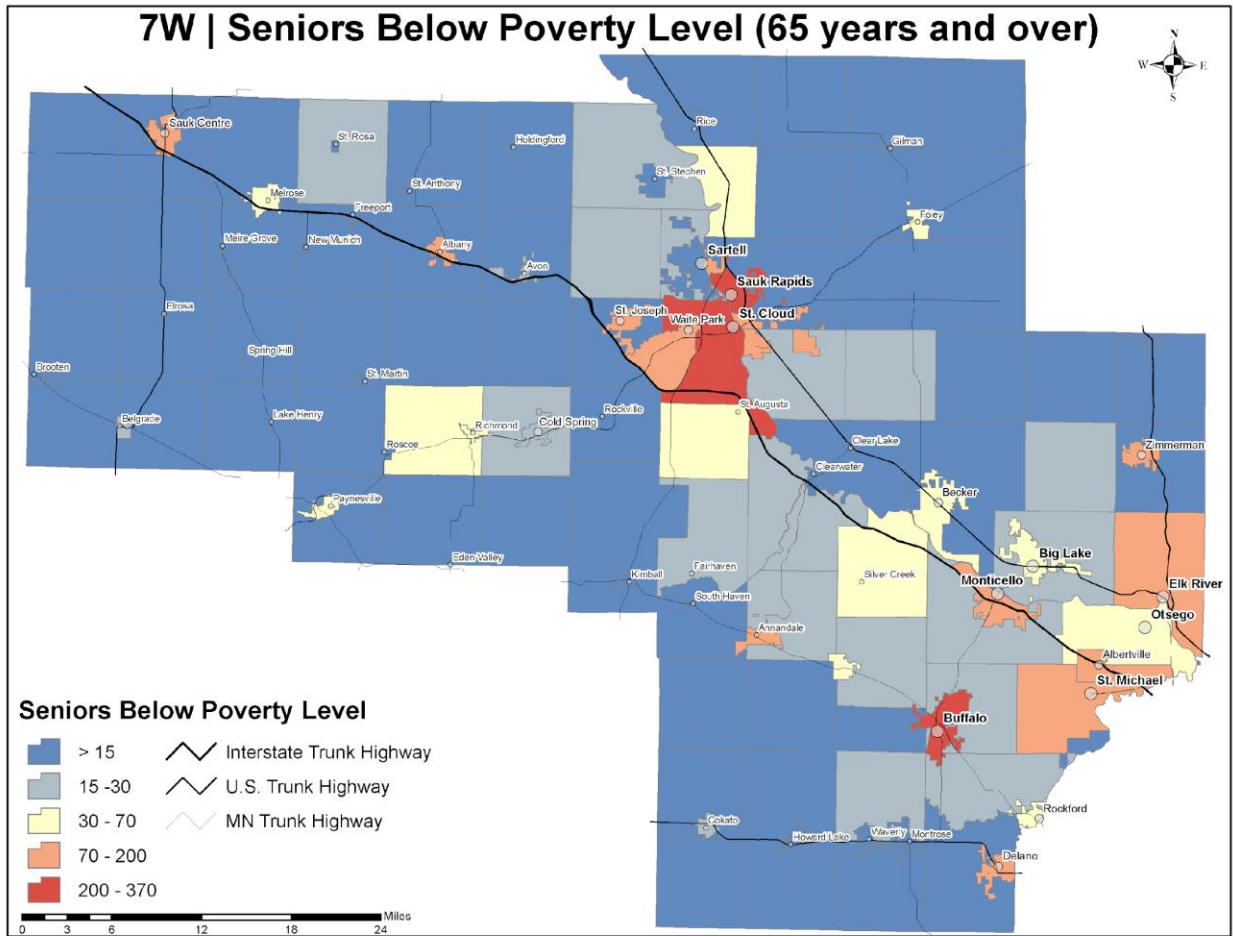 7W | Seniors Below Poverty Level (65 years and over)
N
W E
S
Rice
Sauk Centre
St. Rosa
Holdingford
Gilman
St. Stephen
Melrose
St. Anthony
Freeport
Foley
Meire Grove
New Munich
Albany
Avon
Sartell
Sauk Rapids
Elrosa
St. Joseph
Waite Park
St. Cloud
Spring Hill
Brooten
St. Martin
Belgrade
Lake Henry
Richmond
Cold Spring
Rockville
St. Augusta
Roscoe
Clear Lake
Zimmerman
Clearwater
Becker
Paynesville
Eden Valley
Fairhaven
Big Lake
Kimball
Silver Creek
Monticello
Elk River
South Haven
Otsego
Annandale
Albertville
St. Michael
Buffalo
Rockford
Cokato
Howard Lake
Waverly
Montrose
Delano
Seniors Below Poverty Level
> 15
Interstate Trunk Highway
15 -30
U.S. Trunk Highway
30 - 70
MN Trunk Highway
70 - 200
200 - 370
Miles
0 3 6 12 18 24